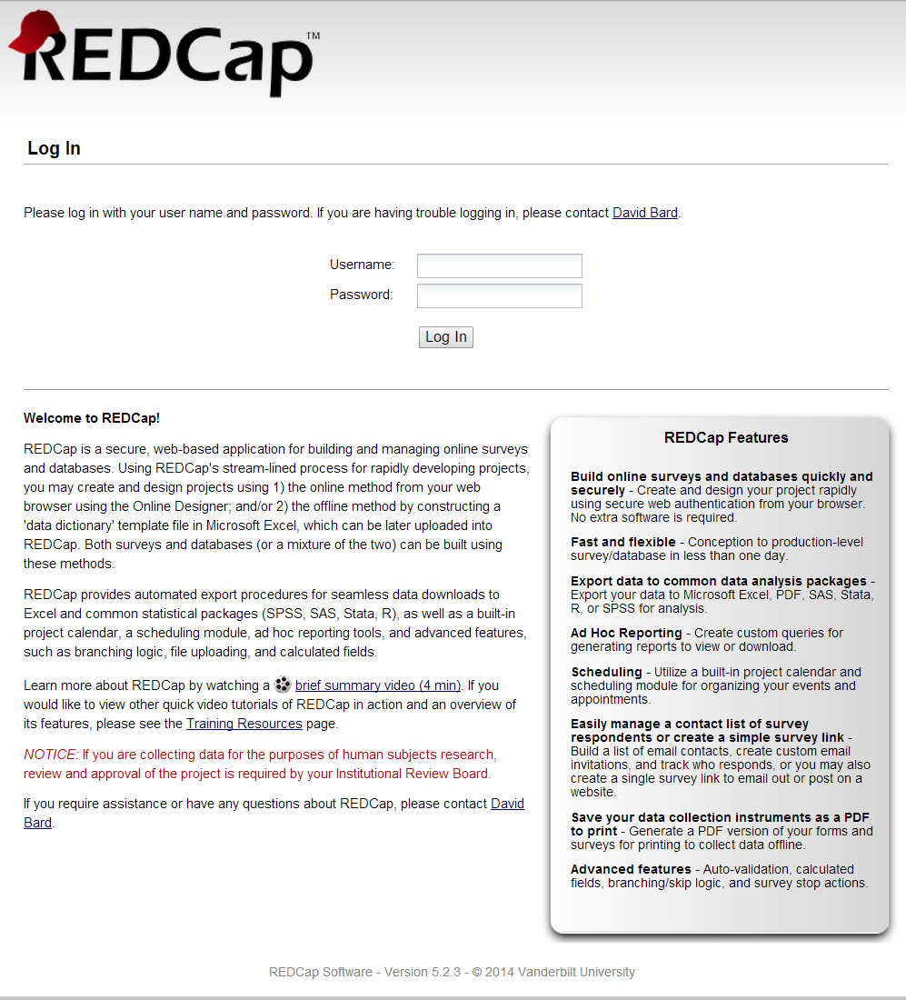 REDCap™
Log In
Please log in with your user name and password. If you are having trouble logging in, please contact David Bard.
Username:
Password:
Log In
Welcome to REDCap!
REDCap is a secure, web-based application for building and managing online surveys
and databases. Using REDCap's stream-lined process for rapidly developing projects,
you may create and design projects using 1) the online method from your web
browser using the Online Designer; and/or 2) the offline method by constructing a
'data dictionary' template file in Microsoft Excel, which can be later uploaded into
REDCap. Both surveys and databases (or a mixture of the two) can be built using
these methods.
REDCap provides automated export procedures for seamless data downloads to
Excel and common statistical packages (SPSS, SAS, Stata, R), as well as a built-in
project calendar, a scheduling module, ad hoc reporting tools, and advanced features,
such as branching logic, file uploading, and calculated fields.
Learn more about REDCap by watching a brief summary video (4 min). If you
would like to view other quick video tutorials of REDCap in action and an overview of
its features, please see the Training Resources page.
NOTICE: If you are collecting data for the purposes of human subjects research,
review and approval of the project is required by your Institutional Review Board.
If you require assistance or have any questions about REDCap, please contact David
Bard.
REDCap Features
Build online surveys and databases quickly and
securely - Create and design your project rapidly
using secure web authentication from your browser.
No extra software is required.
Fast and flexible - Conception to production-level
survey/database in less than one day.
Export data to common data analysis packages -
Export your data to Microsoft Excel, PDF, SAS, Stata,
R, or SPSS for analysis.
Ad Hoc Reporting - Create custom queries for
generating reports to view or download.
Scheduling - Utilize a built-in project calendar and
scheduling module for organizing your events and
appointments.
Easily manage a contact list of survey
respondents or create a simple survey link -
Build a list of email contacts, create custom email
invitations, and track who responds, or you may also
create a single survey link to email out or post on a
website.
Save your data collection instruments as a PDF
to print - Generate a PDF version of your forms and
surveys for printing to collect data offline.
Advanced features - Auto-validation, calculated
fields, branching/skip logic, and survey stop actions.
REDCap Software - Version 5.2.3 - © 2014 Vanderbilt University